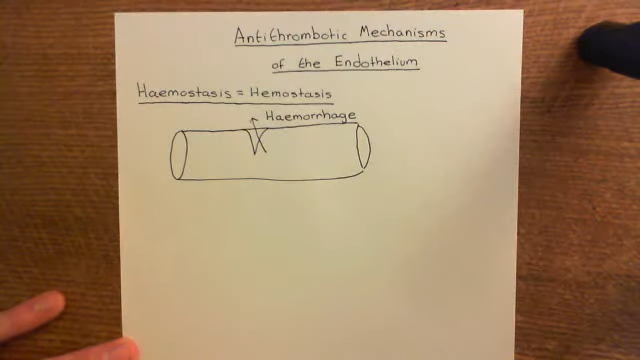 Antithrombotic Mechanisms
of the Endothelium
Haemostasis = Hemostasis
Haemorrhage